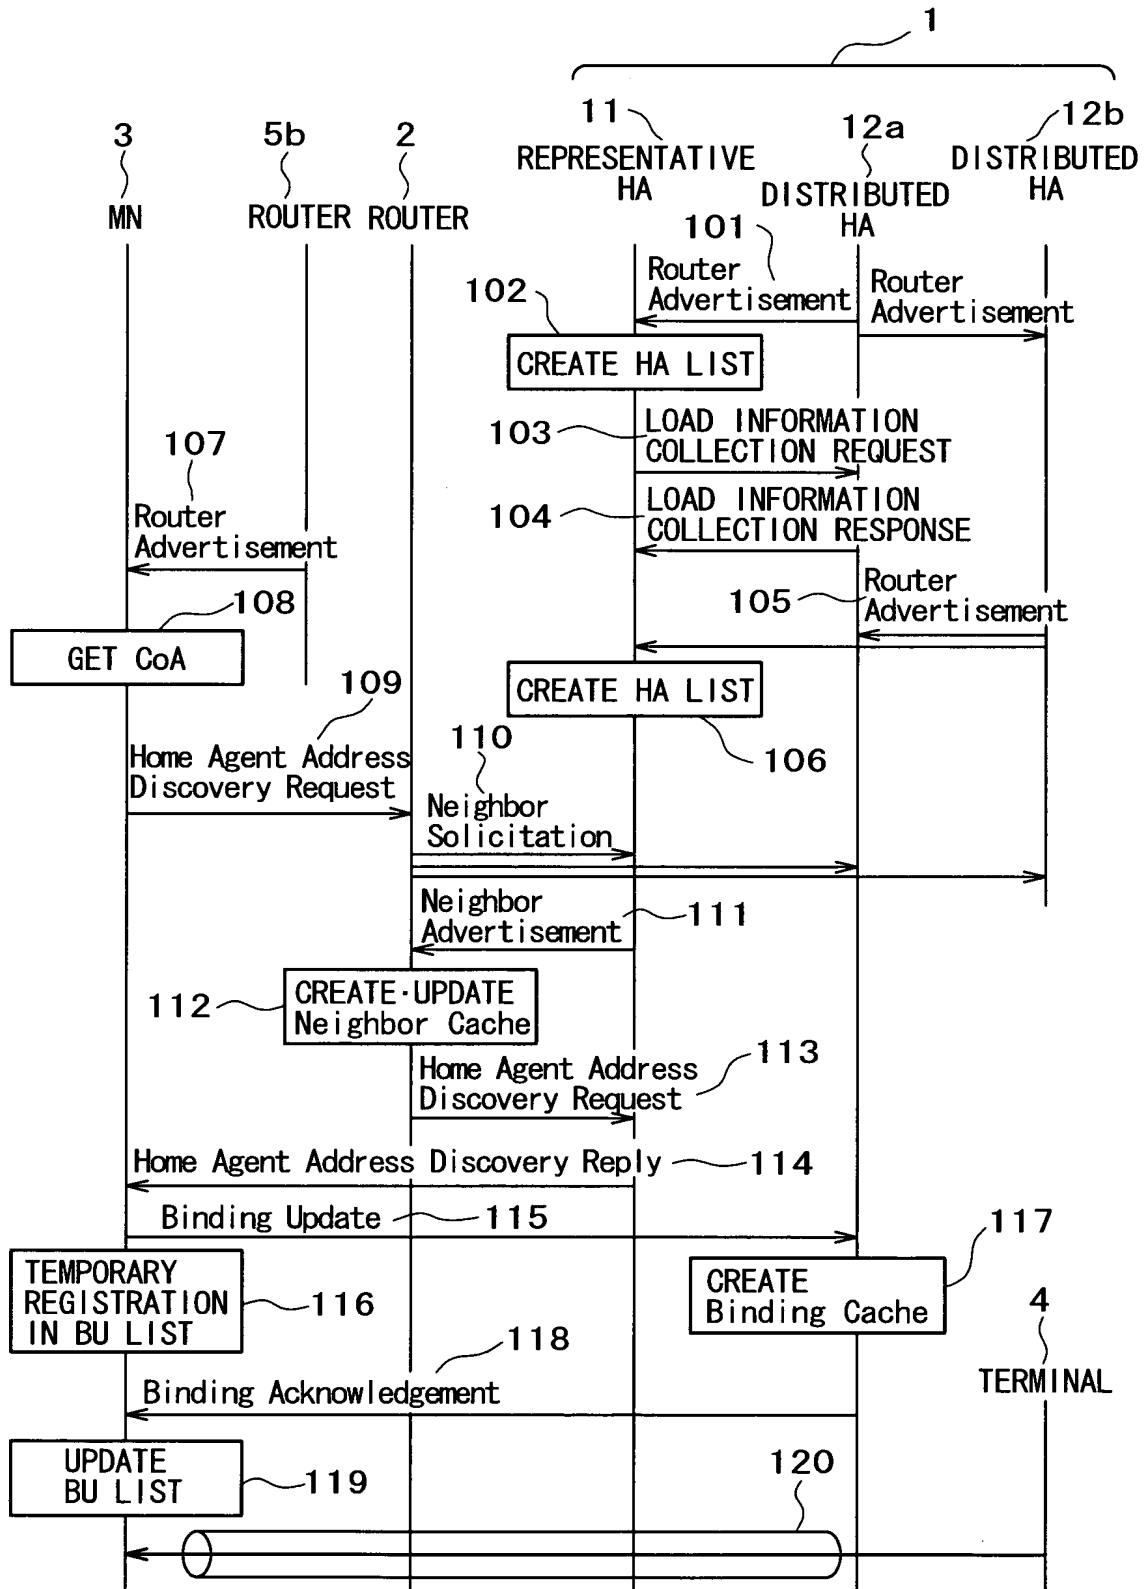 1
11
12a
12b
3
5b
2
REPRESENTATIVE
HA
DISTRIBUTED
HA
DISTRIBUTED
HA
MN
ROUTER
ROUTER
101
Router
Advertisement
Router
Advertisement
102
CREATE HA LIST
103
LOAD INFORMATION
COLLECTION REQUEST
107
104
LOAD INFORMATION
COLLECTION RESPONSE
Router
Advertisement
105
Router
Advertisement
108
GET CoA
CREATE HA LIST
109
106
Home Agent Address
Discovery Request
110
Neighbor
Solicitation
Neighbor
Advertisement
111
112
CREATE·UPDATE
Neighbor Cache
113
Home Agent Address
Discovery Request
Home Agent Address Discovery Reply
114
Binding Update
115
117
TEMPORARY
REGISTRATION
IN BU LIST
116
CREATE
Binding Cache
4
118
TERMINAL
Binding Acknowledgement
UPDATE
BU LIST
119
120